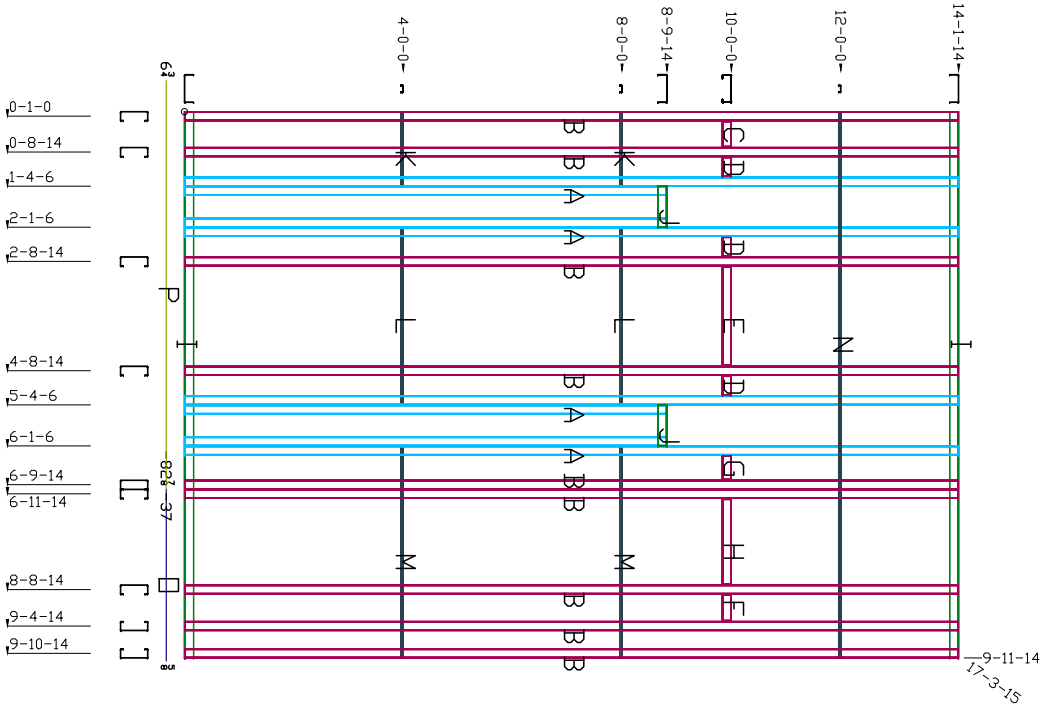 4-0-0
8-0-0
8-9-14
10-0-0
12-0-0
14-1-14
0-1-0
B
C
0-8-14
K
K
B
D
1-4-6
A
J
2-1-6
A
D
2-8-14
B
P
L
L
E
N
I
I
4-8-14
B
D
5-4-6
A
J
6-1-6
A
G
6-9-14
B
6-11-14
B
M
M
H
8-8-14
B
F
9-4-14
B
9-10-14
B
9-11-14
17-3-15